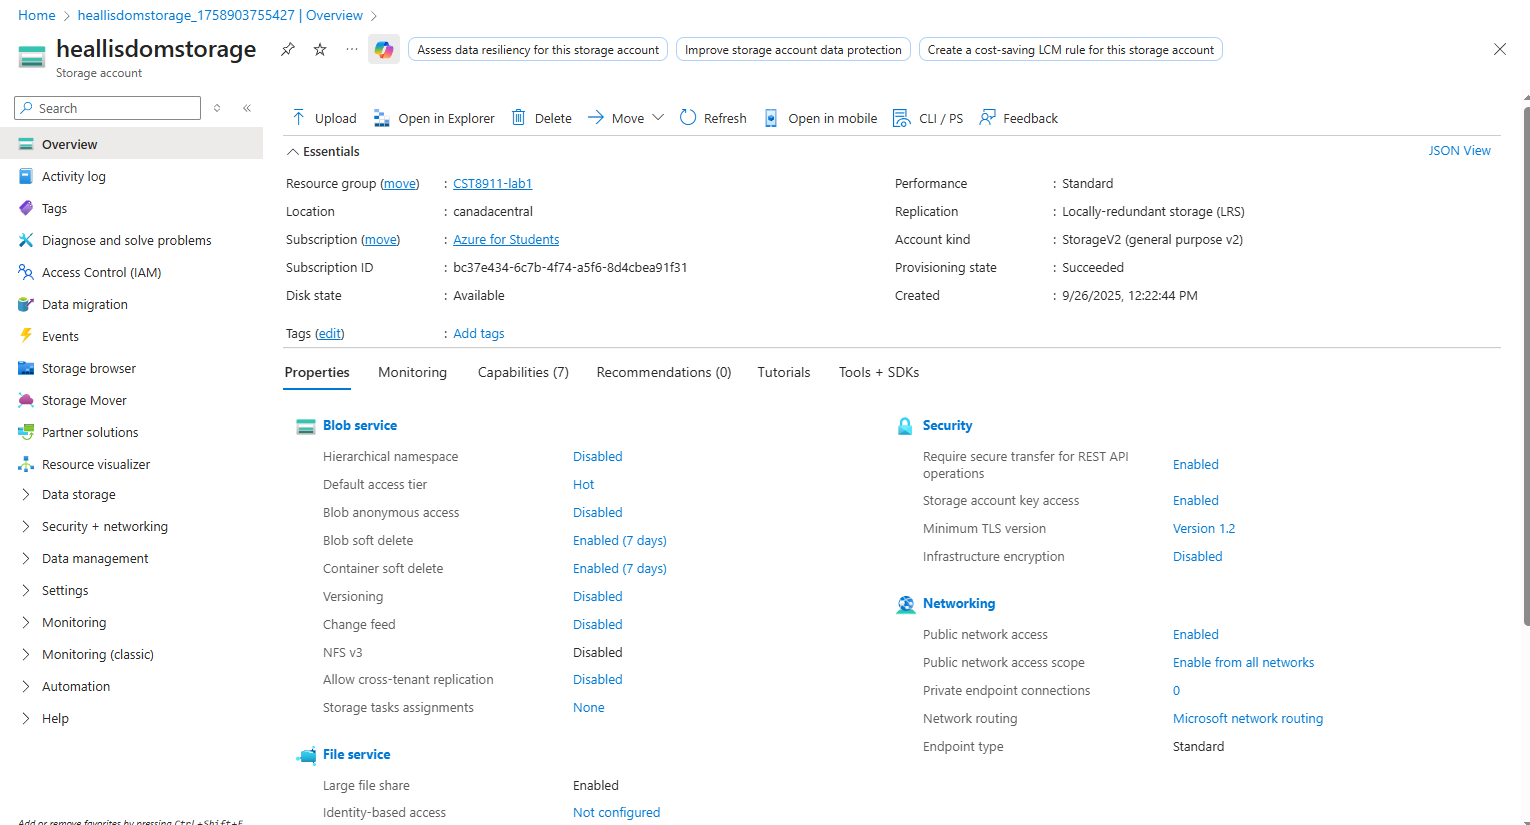 Home > heallisdomstorage_1758903755427 | Overview >
heallisdomstorage
Storage account
Assess data resiliency for this storage account
Improve storage account data protection
Create a cost-saving LCM rule for this storage account
Search
Overview
Activity log
Tags
Diagnose and solve problems
Access Control (IAM)
Data migration
Events
Storage browser
Storage Mover
Partner solutions
Resource visualizer
Data storage
Security + networking
Data management
Settings
Monitoring
Monitoring (classic)
Automation
Help
Add or remove favorites by pressing Ctrl+Shift+F
Upload Open in Explorer Delete Move Refresh Open in mobile CLI / PS Feedback
Essentials
JSON View
Resource group (move) : CST8911-lab1
Location : canadacentral
Subscription (move) : Azure for Students
Subscription ID : bc37e434-6c7b-4f74-a5f6-8d4cbea91f31
Disk state : Available
Performance : Standard
Replication : Locally-redundant storage (LRS)
Account kind : StorageV2 (general purpose v2)
Provisioning state : Succeeded
Created : 9/26/2025, 12:22:44 PM
Tags (edit) : Add tags
Properties Monitoring Capabilities (7) Recommendations (0) Tutorials Tools + SDKs
Blob service
Hierarchical namespace Disabled
Default access tier Hot
Blob anonymous access Disabled
Blob soft delete Enabled (7 days)
Container soft delete Enabled (7 days)
Versioning Disabled
Change feed Disabled
NFS v3 Disabled
Allow cross-tenant replication Disabled
Storage tasks assignments None
File service
Large file share Enabled
Identity-based access Not configured
Security
Require secure transfer for REST API
operations Enabled
Storage account key access Enabled
Minimum TLS version Version 1.2
Infrastructure encryption Disabled
Networking
Public network access Enabled
Public network access scope Enable from all networks
Private endpoint connections 0
Network routing Microsoft network routing
Endpoint type Standard